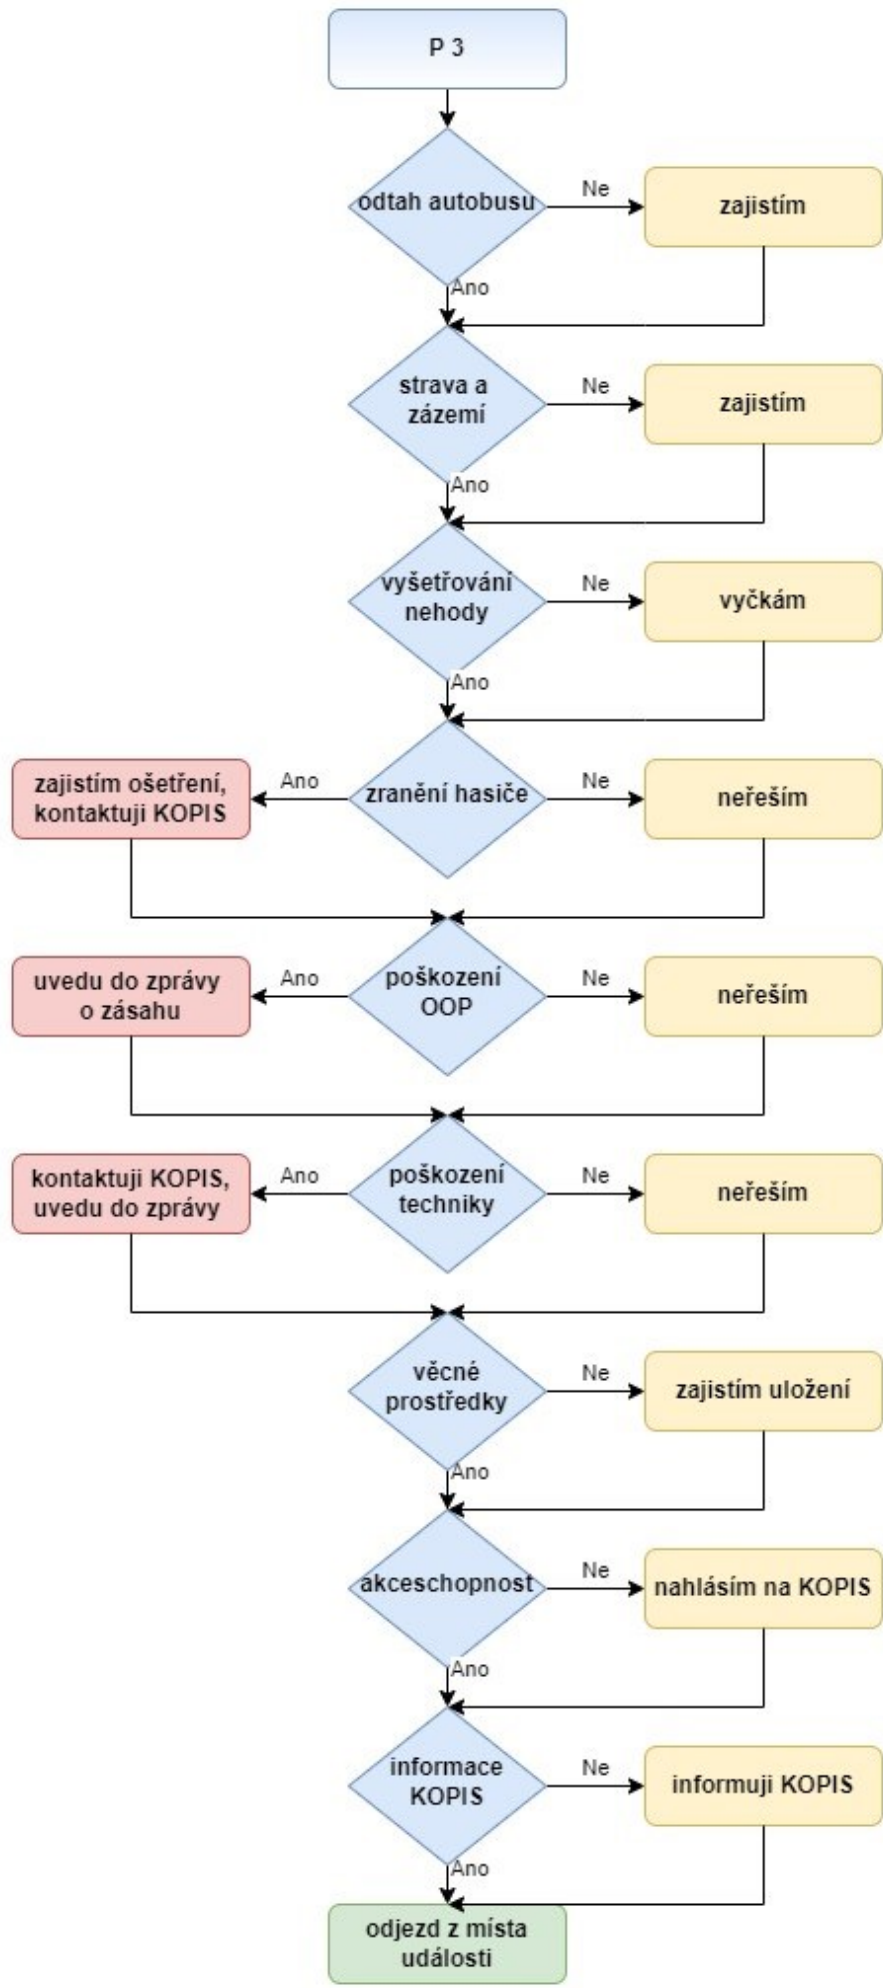 P 3
odtah autobusu
Ne
zajistím
Ano
strava a
zázemí
Ne
zajistím
Ano
vyšetřování
nehody
Ne
vyčkám
Ano
zajistím ošetření,
kontaktuji KOPIS
Ano
zranění hasiče
Ne
neřeším
uvedu do zprávy
o zásahu
Ano
poškození
OOP
Ne
neřeším
kontaktuji KOPIS,
uvedu do zprávy
Ano
poškození
techniky
Ne
neřeším
věcné
prostředky
Ne
zajistím uložení
Ano
akceschopnost
Ne
nahlásím na KOPIS
Ano
informace
KOPIS
Ne
informuji KOPIS
Ano
odjezd z místa
události